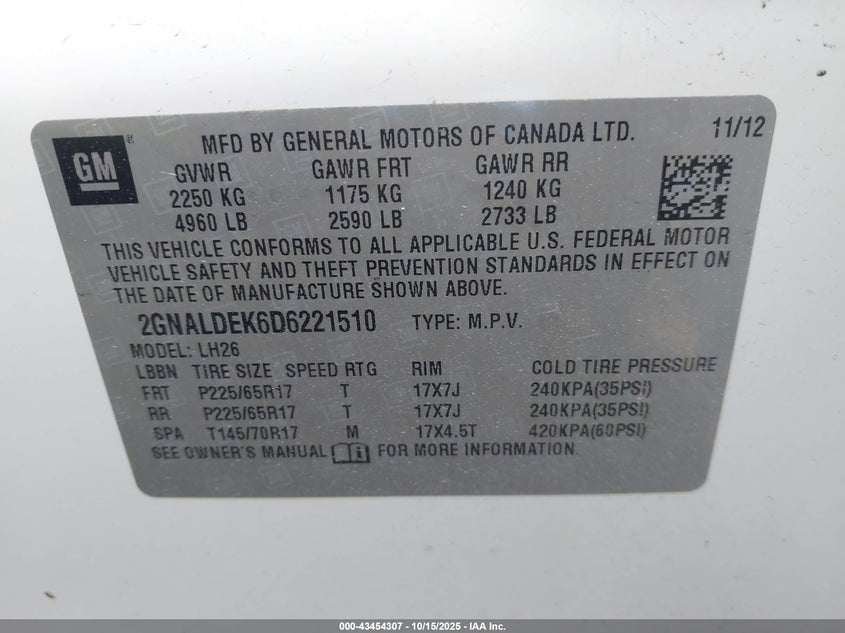 GM
MFD BY GENERAL MOTORS OF CANADA LTD. 11/12
GVWR GAWR FRT GAWR RR
2250 KG 1175 KG 1240 KG
4960 LB 2590 LB 2733 LB
THIS VEHICLE CONFORMS TO ALL APPLICABLE U.S. FEDERAL MOTOR
VEHICLE SAFETY AND THEFT PREVENTION STANDARDS IN EFFECT ON
THE DATE OF MANUFACTURE SHOWN ABOVE.
2GNALDEK6D6221510 TYPE: M.P.V.
MODEL: LH26
LBBN TIRE SIZE SPEED RTG RIM COLD TIRE PRESSURE
FRT P225/65R17 T 17X7J 240KPA(35PSI)
RR P225/65R17 T 17X7J 240KPA(35PSI)
SPA T145/70R17 M 17X4.5T 420KPA(60PSI)
SEE OWNER'S MANUAL FOR MORE INFORMATION
000-43454307 - 10/15/2025 - IAA Inc.